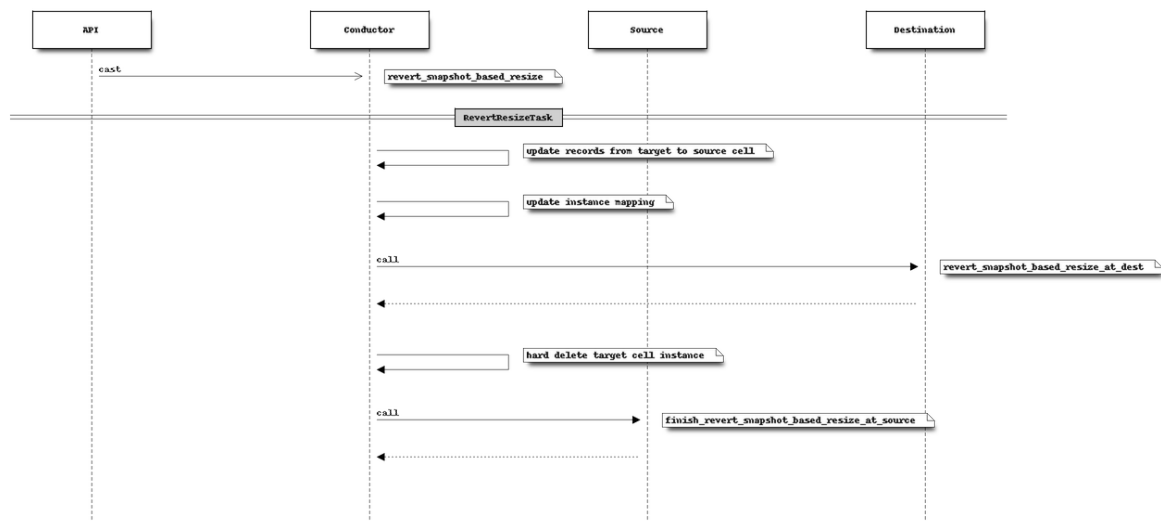 API
Conductor
Source
Destination
cast
revert_snapshot_based_resize
RevertResizeTask
update records from target to source cell
update instance mapping
call
revert_snapshot_based_resize_at_dest
hard delete target cell instance
call
finish_revert_snapshot_based_resize_at_source